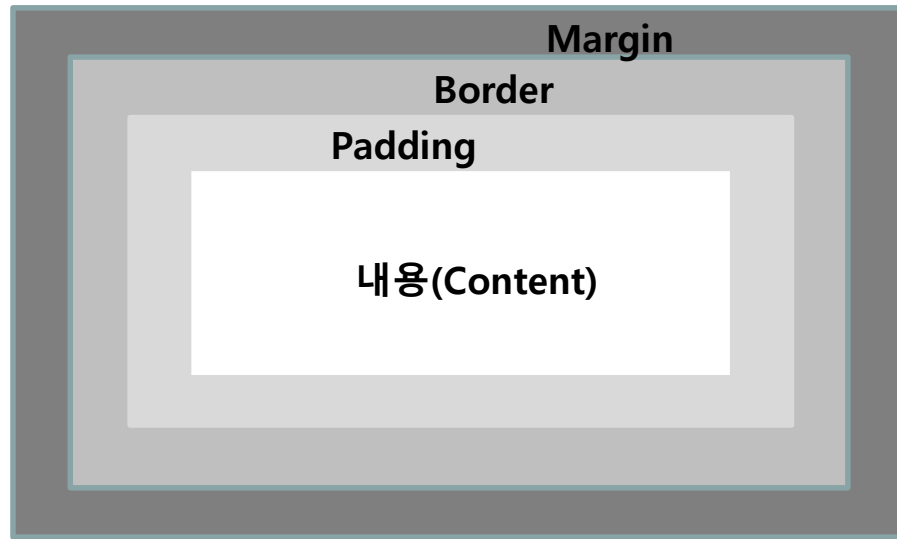 Margin
Border
Padding
내용(Content)